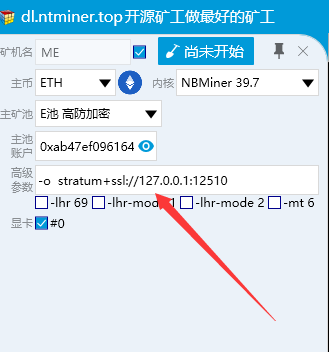 dl.ntminer.top 开源矿工做最好的矿工
矿机名 ME 尚未开始
主币 ETH 内核 NBMiner 39.7
主矿池 E池 高防加密
主池账户 0xab47ef096164
高级参数 -o stratum+ssl://127.0.0.1:12510
-lhr 69 -lhr-mode 1 -lhr-mode 2 -mt 6
显卡 #0